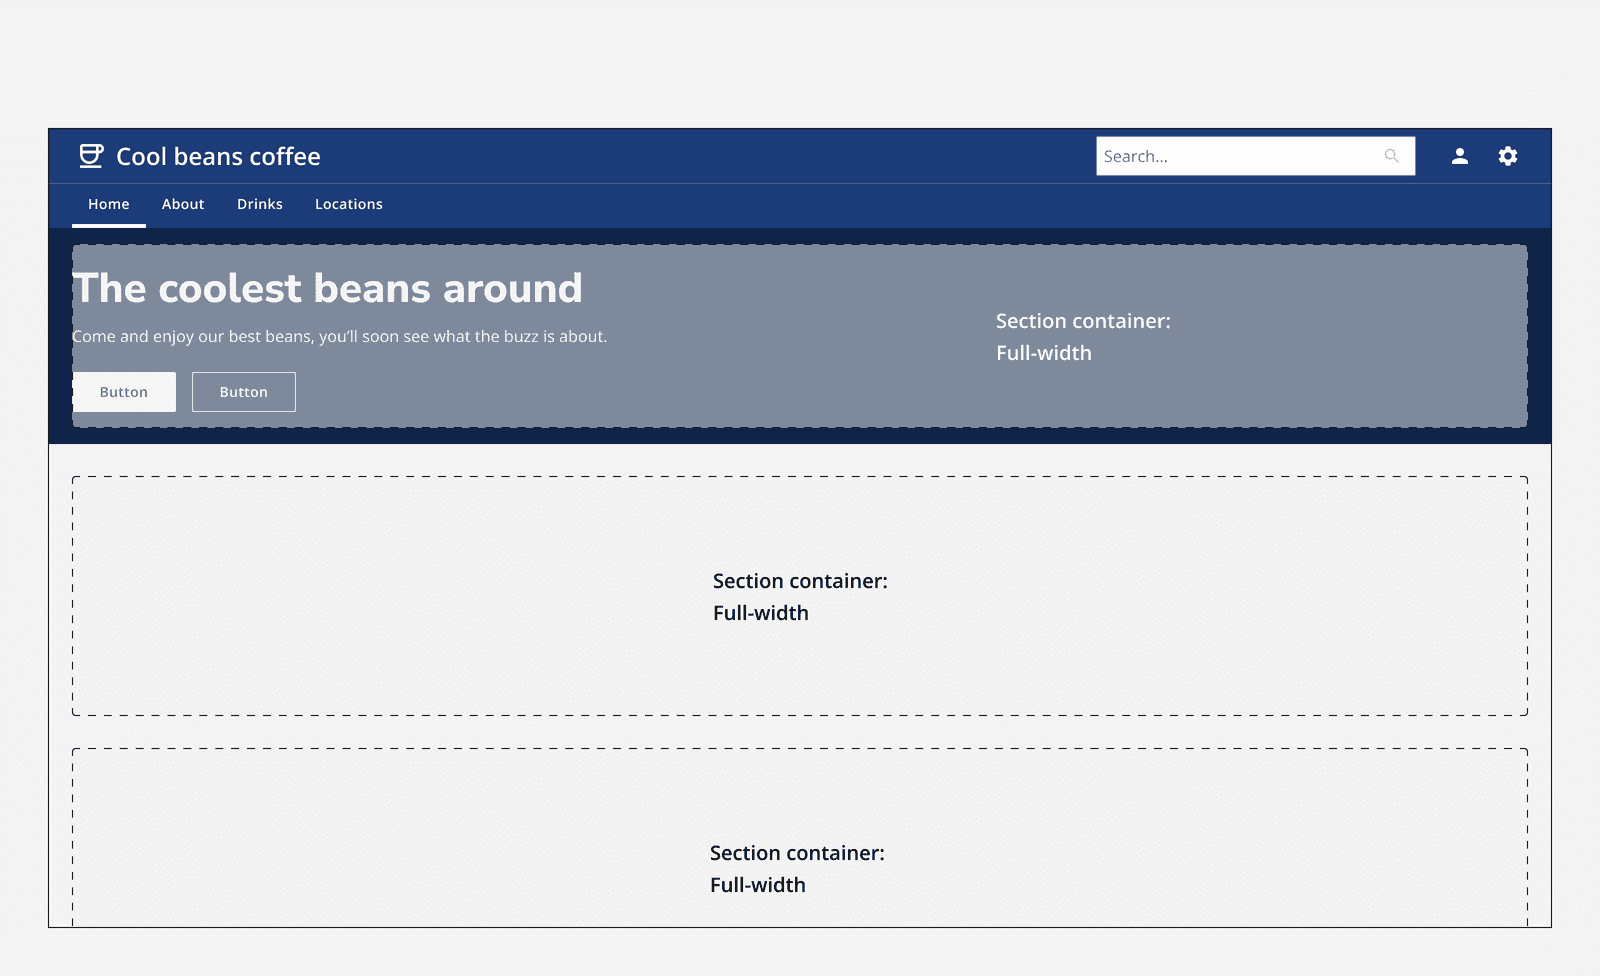 Cool beans coffee
Search...
Home
About
Drinks
Locations
The coolest beans around
Come and enjoy our best beans, you’ll soon see what the buzz is about.
Button
Button
Section container:
Full-width
Section container:
Full-width
Section container:
Full-width